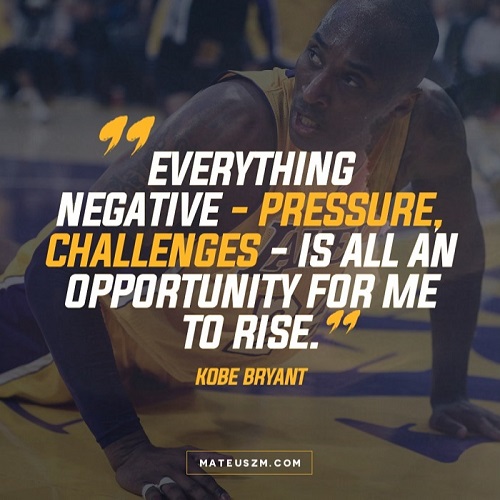 "EVERYTHING
NEGATIVE - PRESSURE,
CHALLENGES - IS ALL AN
OPPORTUNITY FOR ME
TO RISE."
KOBE BRYANT
MATEUSZM.COM